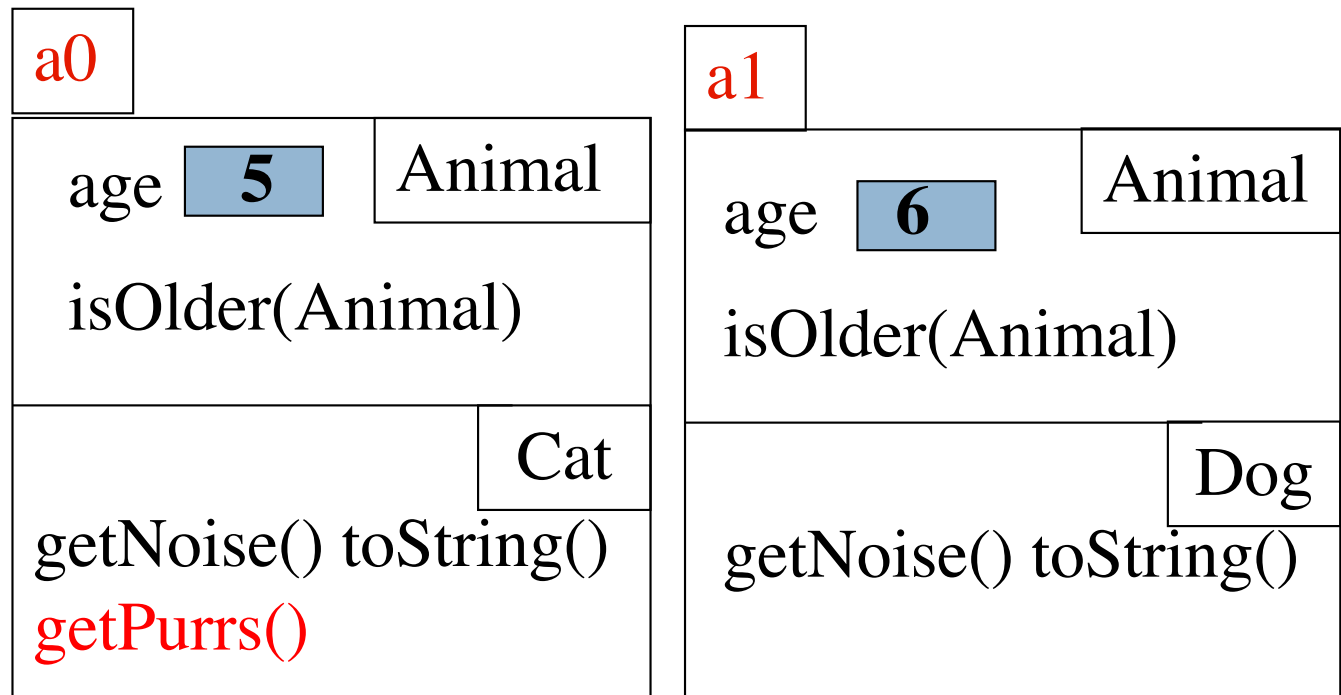 a0
age 5 Animal
isOlder(Animal)
Cat
getNoise() toString()
getPurrs()
a1
age 6 Animal
isOlder(Animal)
Dog
getNoise() toString()